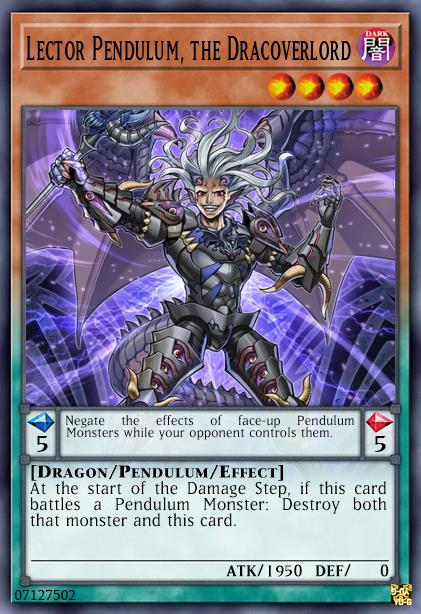 LECTOR PENDULUM, THE DRACOVERLORD
DARK
闇
Negate the effects of face-up Pendulum
Monsters while your opponent controls them.
5
5
[DRAGON/PENDULUM/EFFECT]
At the start of the Damage Step, if this card
battles a Pendulum Monster: Destroy both
that monster and this card.
ATK/1950 DEF/ 0
07127502